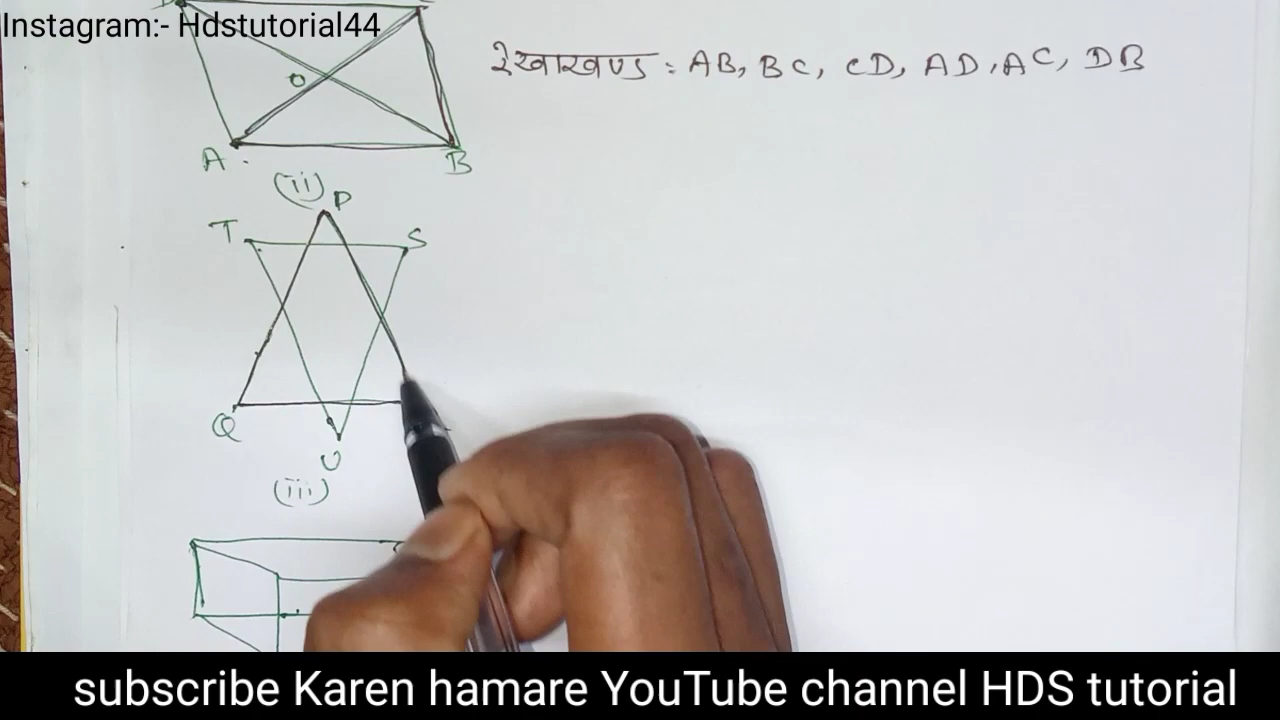 Instagram:- Hdstutorial44
रेखाखण्ड : AB, BC, CD, AD, AC, DB
O
A B
(ii)
P
T S
Q
U
(iii)
subscribe Karen hamare YouTube channel HDS tutorial